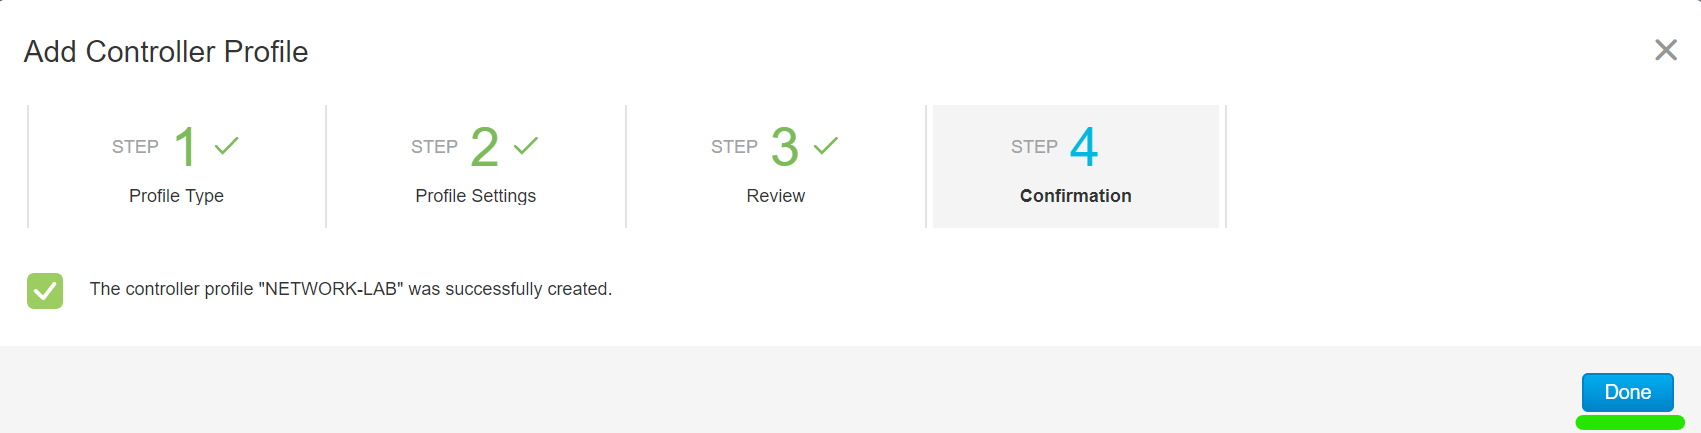 Add Controller Profile
STEP 1
Profile Type
STEP 2
Profile Settings
STEP 3
Review
STEP 4
Confirmation
The controller profile "NETWORK-LAB" was successfully created.
Done